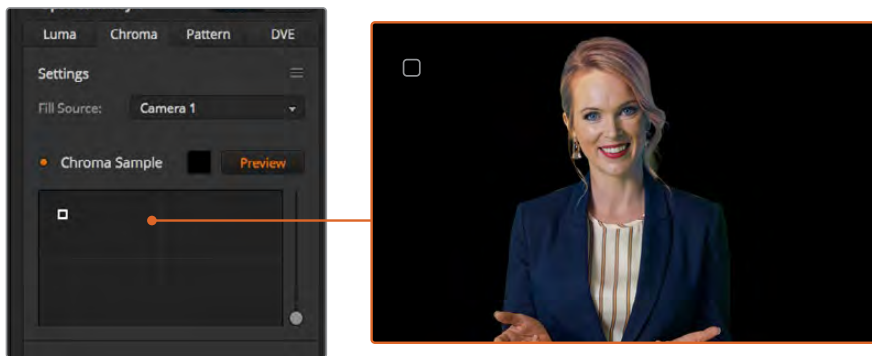 Luma Chroma Pattern DVE
Settings
Fill Source: Camera 1
Chroma Sample Preview